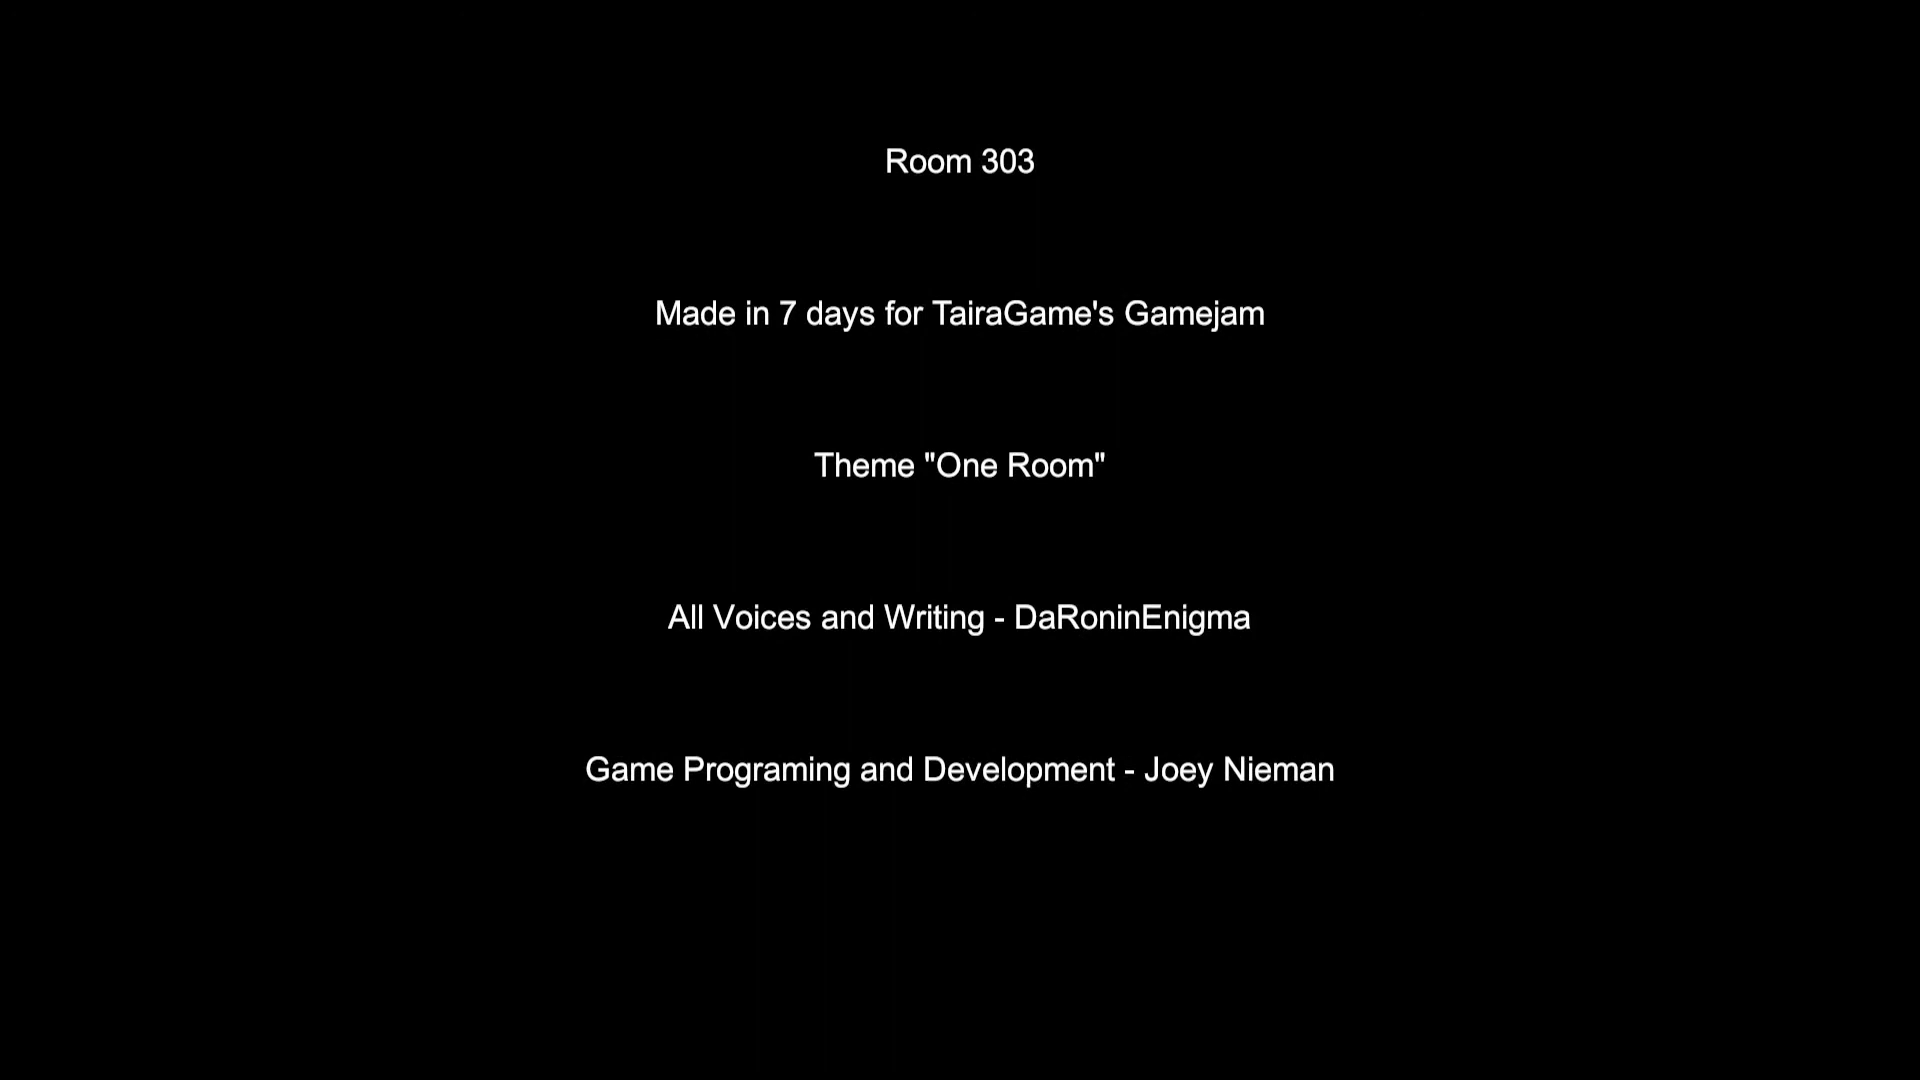 Room 303
Made in 7 days for TairaGame's Gamejam
Theme "One Room"
All Voices and Writing - DaRoninEnigma
Game Programing and Development - Joey Nieman